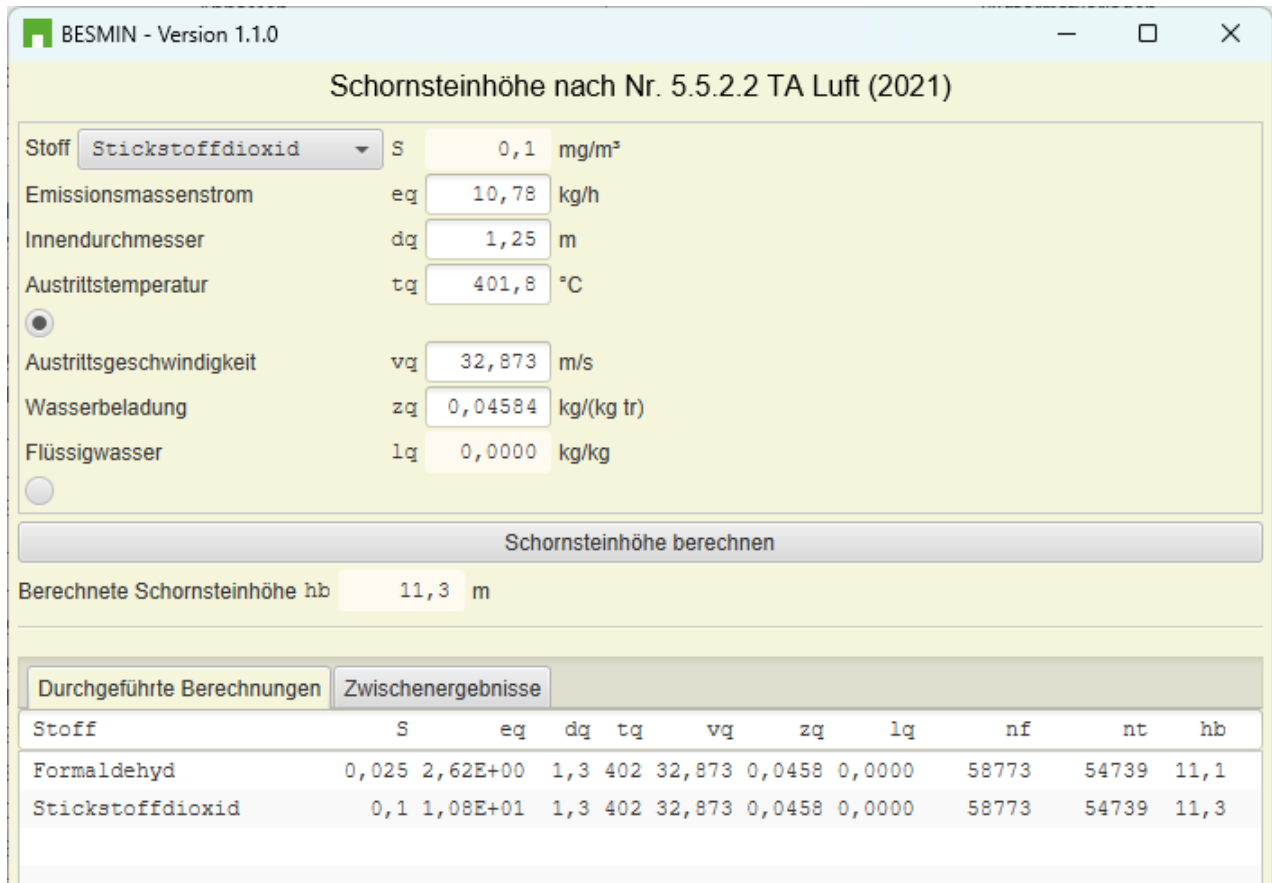 BESMIN - Version 1.1.0
Schornsteinhöhe nach Nr. 5.5.2.2 TA Luft (2021)
Stoff Stickstoffdioxid S 0,1 mg/m³
Emissionsmassenstrom eq 10,78 kg/h
Innendurchmesser dq 1,25 m
Austrittstemperatur tq 401,8 °C
Austrittsgeschwindigkeit vq 32,873 m/s
Wasserbeladung zq 0,04584 kg/(kg tr)
Flüssigwasser lq 0,0000 kg/kg
Schornsteinhöhe berechnen
Berechnete Schornsteinhöhe hb 11,3 m
Durchgeführte Berechnungen Zwischenergebnisse
Stoff S eq dq tq vq zq lq nf nt hb
Formaldehyd 0,025 2,62E+00 1,3 402 32,873 0,0458 0,0000 58773 54739 11,1
Stickstoffdioxid 0,1 1,08E+01 1,3 402 32,873 0,0458 0,0000 58773 54739 11,3